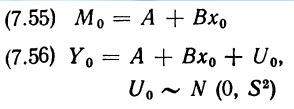 (7.55) M₀ = A + Bx₀
(7.56) Y₀ = A + Bx₀ + U₀,
U₀ ~ N (0, S²)